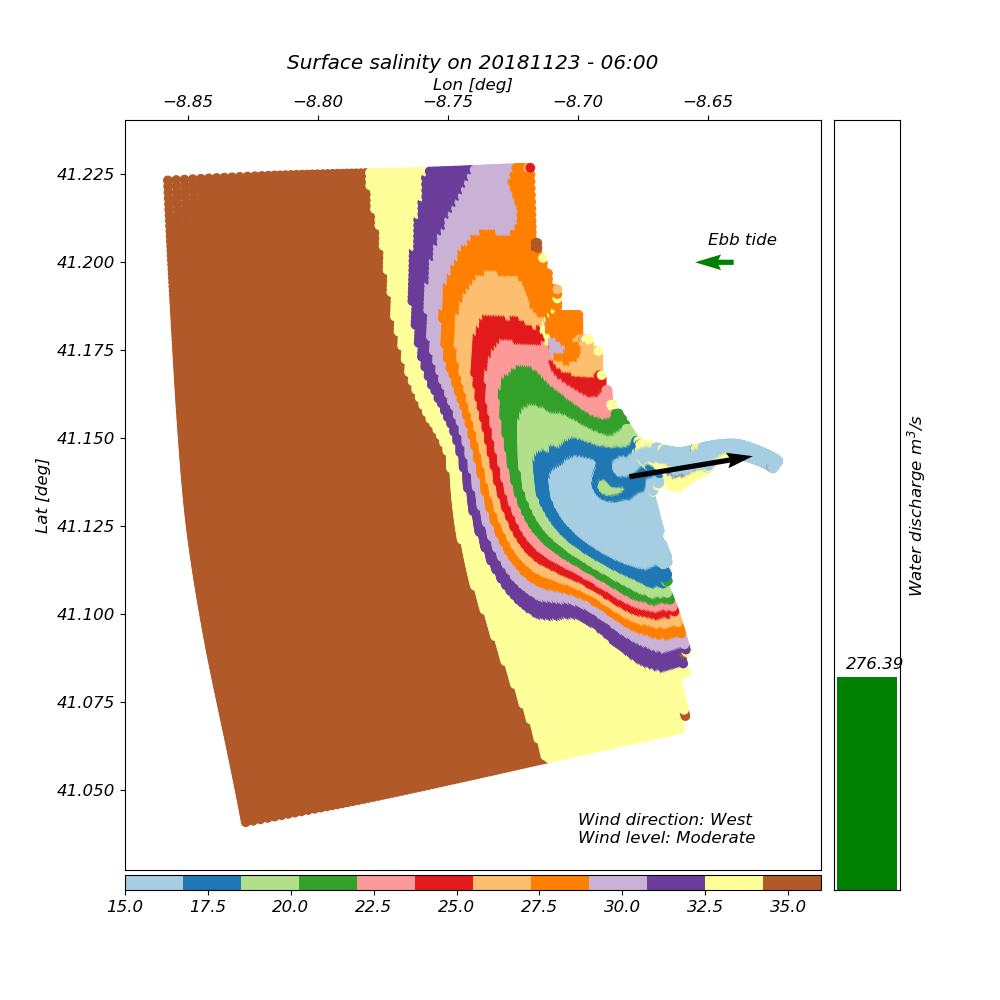 Surface salinity on 20181123 - 06:00
Lon [deg]
−8.85 −8.80 −8.75 −8.70 −8.65
41.225
41.200
41.175
41.150
41.125
41.100
41.075
41.050
Lat [deg]
Ebb tide
Wind direction: West
Wind level: Moderate
276.39
Water discharge m³/s
15.0 17.5 20.0 22.5 25.0 27.5 30.0 32.5 35.0